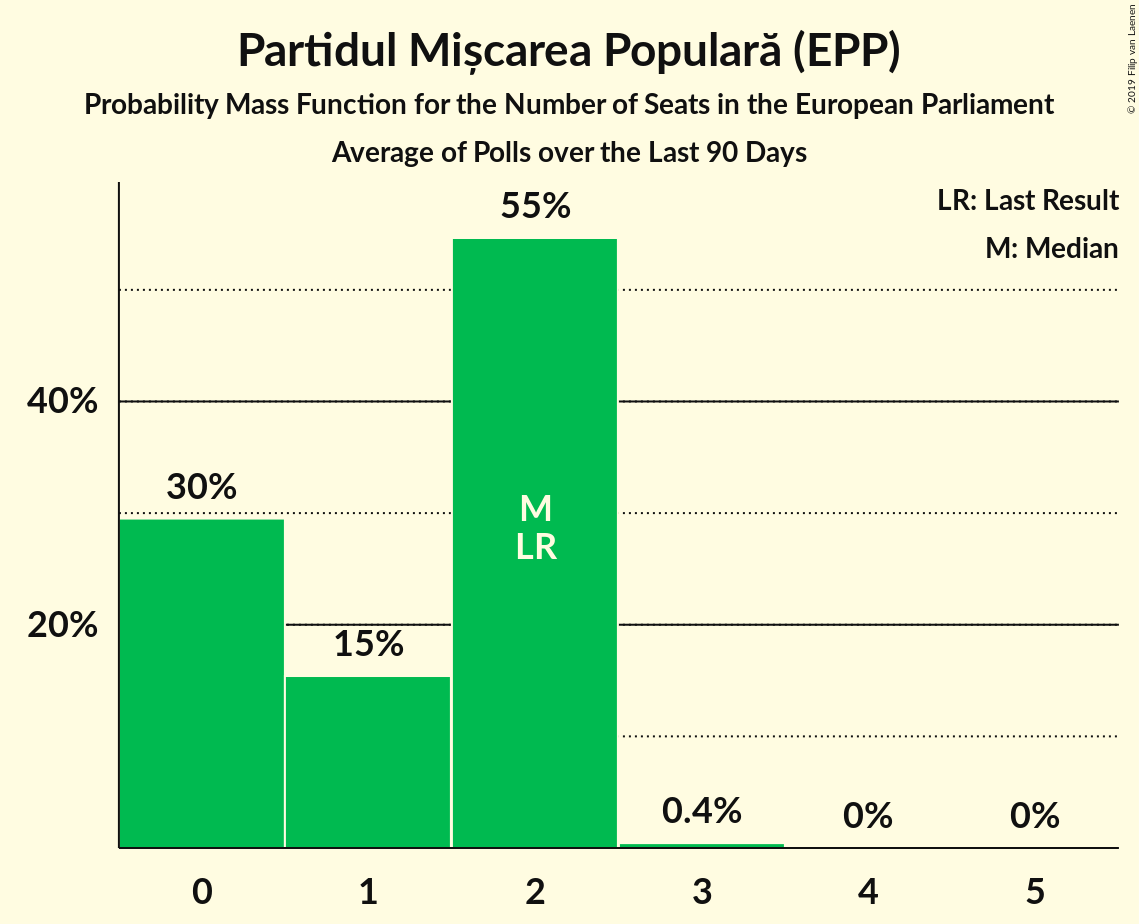 Partidul Mișcarea Populară (EPP)
Probability Mass Function for the Number of Seats in the European Parliament
Average of Polls over the Last 90 Days
© 2019 Filip van Laenen
LR: Last Result
M: Median
55%
40%
30%
20%
15%
M
LR
0.4%
0%
0%
0 1 2 3 4 5